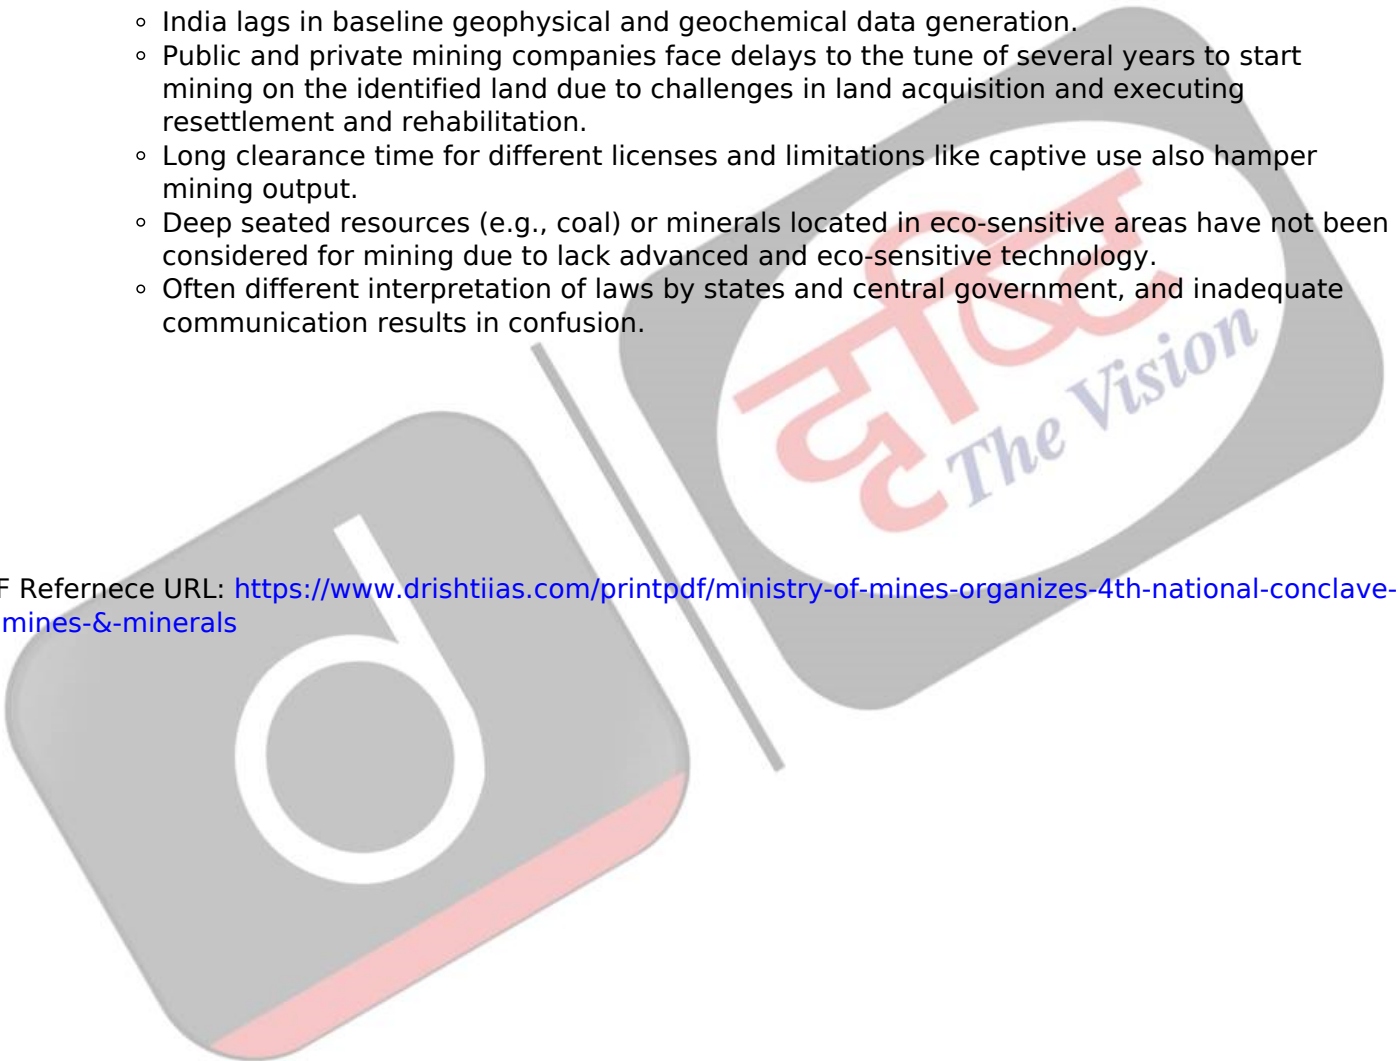 ◦ India lags in baseline geophysical and geochemical data generation.
◦ Public and private mining companies face delays to the tune of several years to start
mining on the identified land due to challenges in land acquisition and executing
resettlement and rehabilitation.
◦ Long clearance time for different licenses and limitations like captive use also hamper
mining output.
◦ Deep seated resources (e.g., coal) or minerals located in eco-sensitive areas have not been
considered for mining due to lack advanced and eco-sensitive technology.
◦ Often different interpretation of laws by states and central government, and inadequate
communication results in confusion.
दृष्टि
The Vision
d
F Refernece URL: https://www.drishtiias.com/printpdf/ministry-of-mines-organizes-4th-national-conclave-
mines-&-minerals